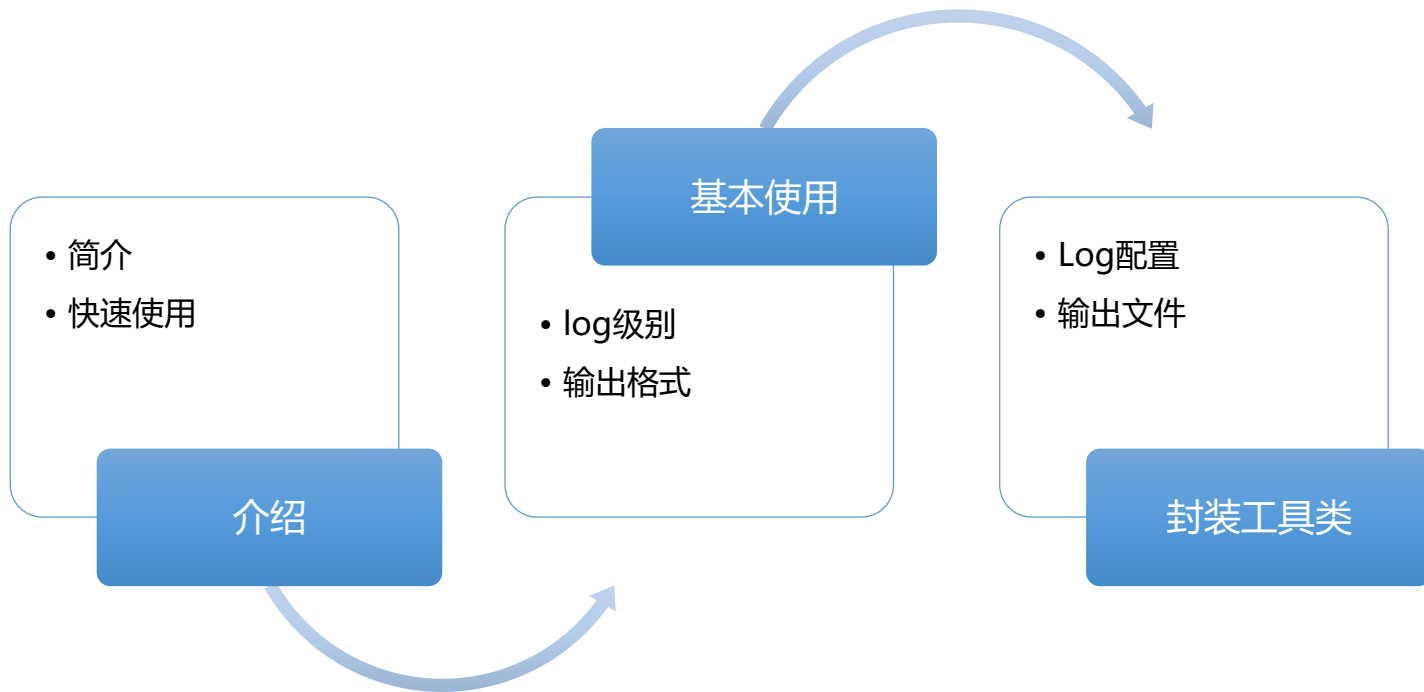 • 简介
• 快速使用
介绍
基本使用
• log级别
• 输出格式
• Log配置
• 输出文件
封装工具类